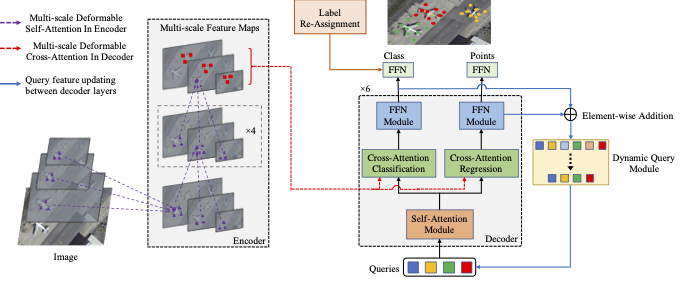 Multi-scale Deformable
Self-Attention In Encoder
Multi-scale Deformable
Cross-Attention In Decoder
Query feature updating
between decoder layers
Image
Multi-scale Feature Maps
×4
Encoder
Label
Re-Assignment
Class
Points
FFN
FFN
×6
FFN
Module
FFN
Module
Element-wise Addition
Cross-Attention
Classification
Cross-Attention
Regression
Dynamic Query
Module
Self-Attention
Module
Decoder
Queries